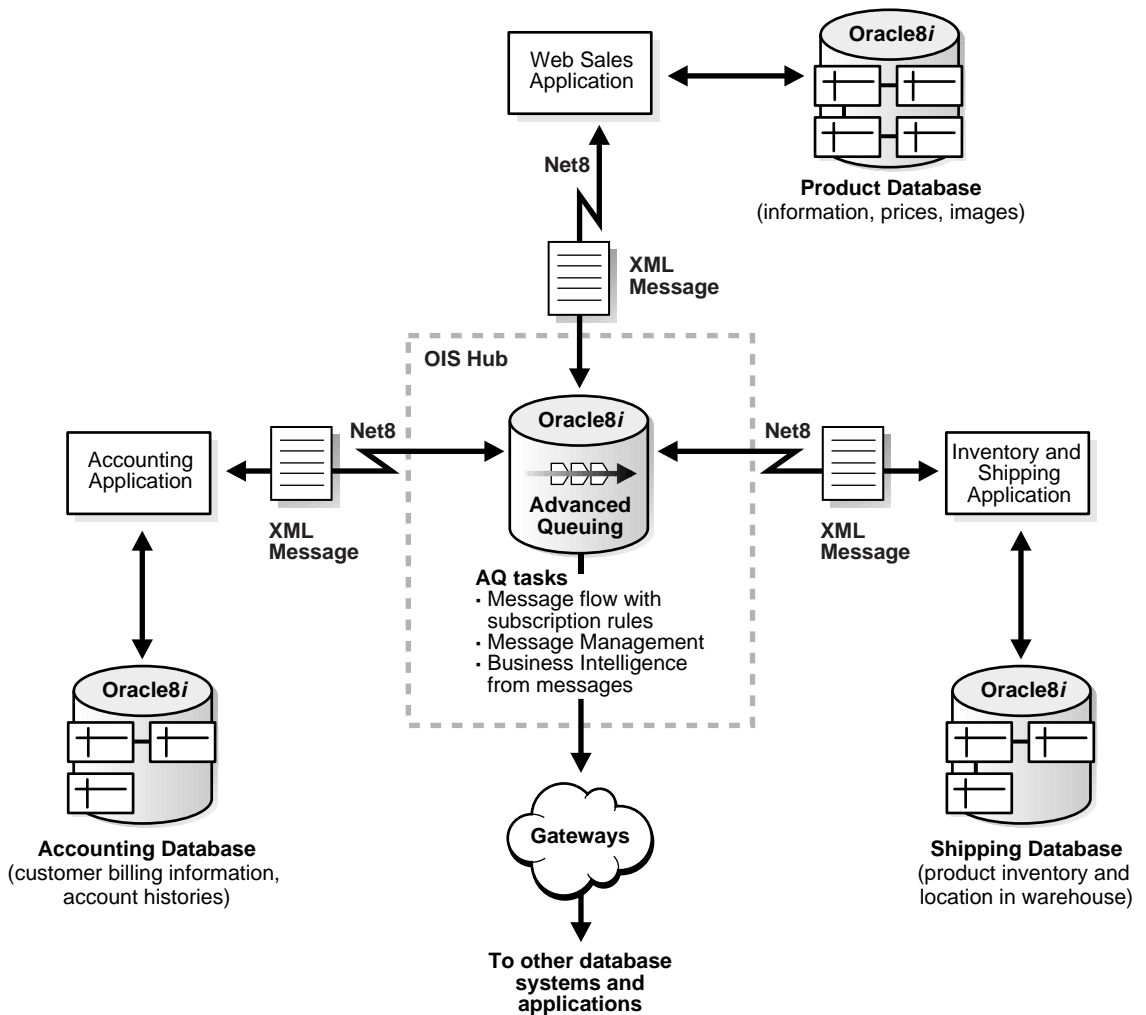 Oracle8i
Web Sales
Application
Net8
Product Database
(information, prices, images)
XML
Message
OIS Hub
Oracle8i
Advanced
Queuing
Net8
Accounting
Application
XML
Message
Net8
Inventory and
Shipping
Application
XML
Message
AQ tasks
· Message flow with
subscription rules
· Message Management
· Business Intelligence
from messages
Oracle8i
Accounting Database
(customer billing information,
account histories)
Gateways
Oracle8i
Shipping Database
(product inventory and
location in warehouse)
To other database
systems and
applications